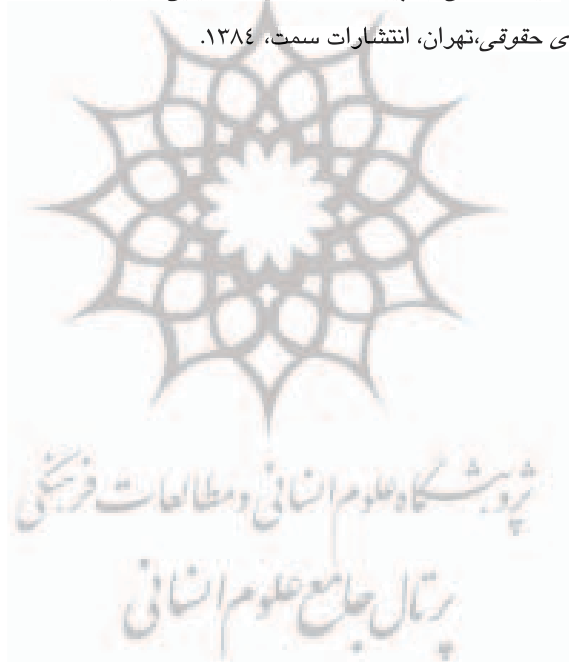 ی حقوقی،تهران، انتشارات سمت، ۱۳۸٤.
پژوهشگاه علوم انسانی و مطالعات فرهنگی
پرتال جامع علوم انسانی